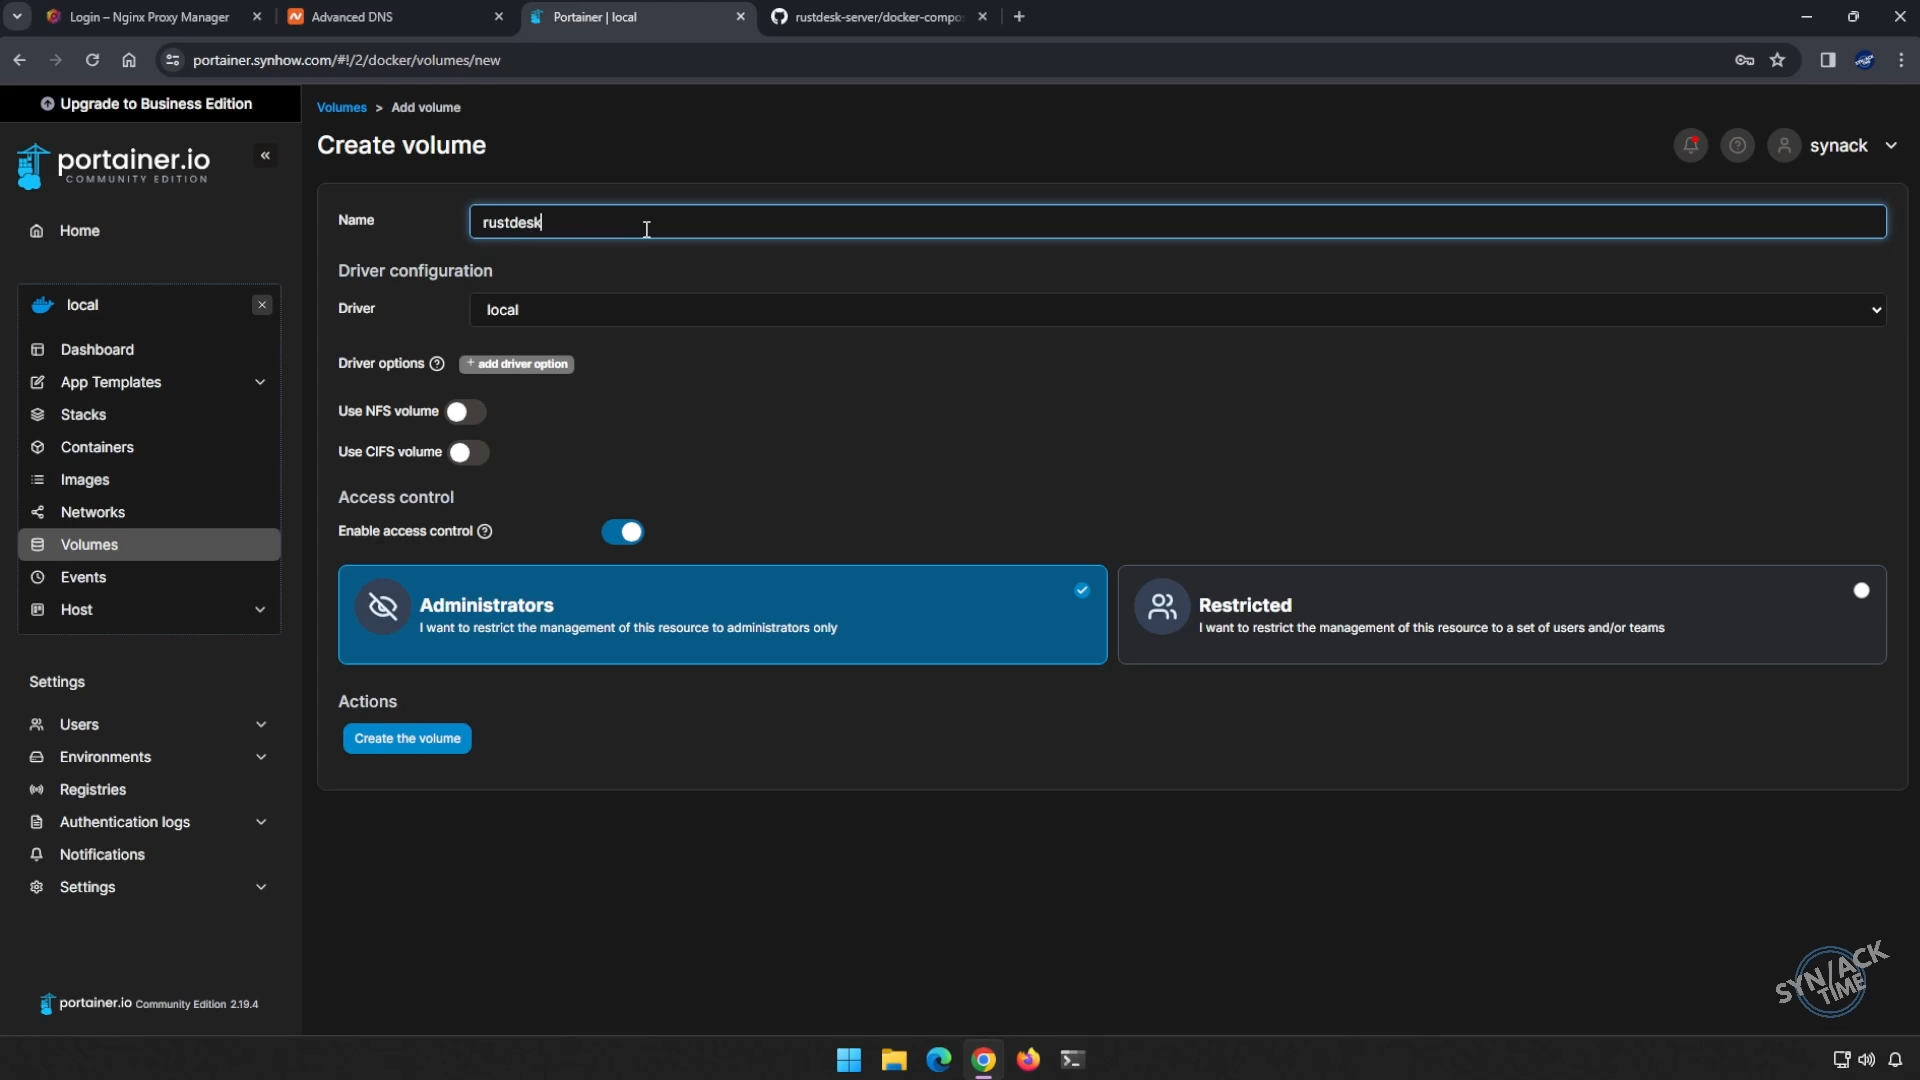 Login – Nginx Proxy Manager
Advanced DNS
Portainer | local
rustdesk-server/docker-compo
portainer.synhow.com/#!/2/docker/volumes/new
Upgrade to Business Edition
portainer.io
COMMUNITY EDITION
Home
local
Dashboard
App Templates
Stacks
Containers
Images
Networks
Volumes
Events
Host
Settings
Users
Environments
Registries
Authentication logs
Notifications
Settings
portainer.io Community Edition 2.19.4
Volumes > Add volume
Create volume
synack
Name
rustdesk
Driver configuration
Driver
local
Driver options
+ add driver option
Use NFS volume
Use CIFS volume
Access control
Enable access control
Administrators
I want to restrict the management of this resource to administrators only
Restricted
I want to restrict the management of this resource to a set of users and/or teams
Actions
Create the volume
SYN/ACK
TIME